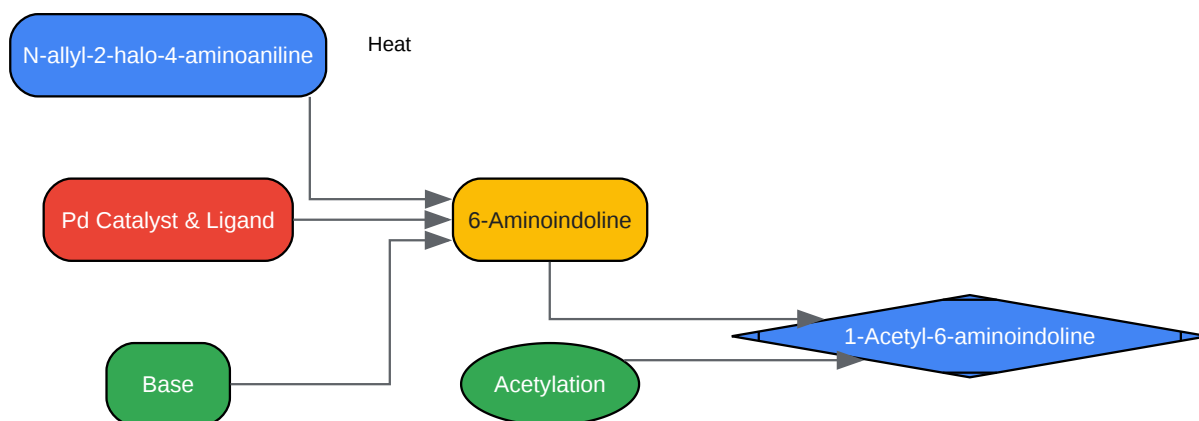 N-allyl-2-halo-4-aminoaniline
Heat
Pd Catalyst & Ligand
6-Aminoindoline
1-Acetyl-6-aminoindoline
Base
Acetylation